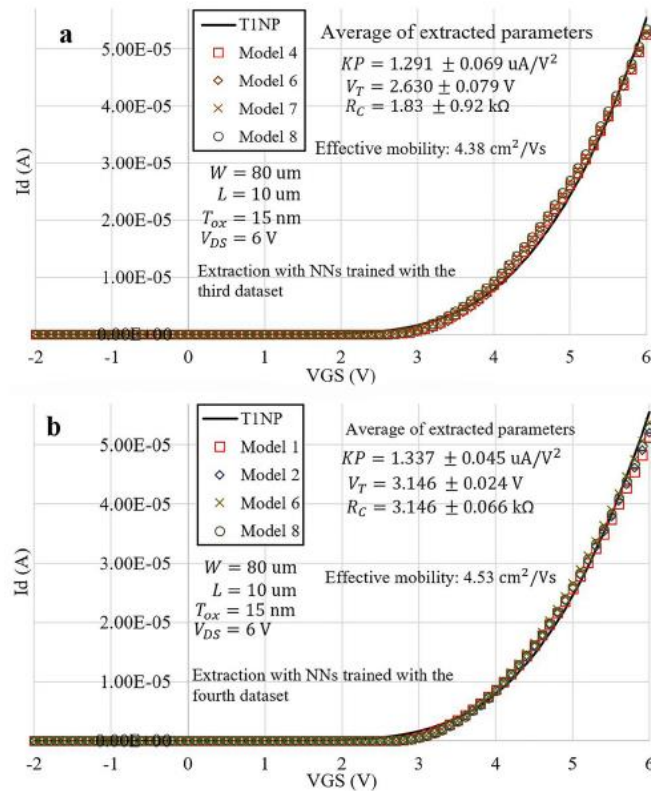 a
T1NP
Model 4
Model 6
Model 7
Model 8
Average of extracted parameters
KP = 1.291 ± 0.069 uA/V²
V_T = 2.630 ± 0.079 V
R_C = 1.83 ± 0.92 kΩ
Effective mobility: 4.38 cm²/Vs
W = 80 um
L = 10 um
T_ox = 15 nm
V_DS = 6 V
Extraction with NNs trained with the
third dataset
Id (A)
5.00E-05
4.00E-05
3.00E-05
2.00E-05
1.00E-05
0.00E+00
-2 -1 0 1 2 3 4 5 6
VGS (V)
b
T1NP
Model 1
Model 2
Model 6
Model 8
Average of extracted parameters
KP = 1.337 ± 0.045 uA/V²
V_T = 3.146 ± 0.024 V
R_C = 3.146 ± 0.066 kΩ
Effective mobility: 4.53 cm²/Vs
W = 80 um
L = 10 um
T_ox = 15 nm
V_DS = 6 V
Extraction with NNs trained with the
fourth dataset
Id (A)
5.00E-05
4.00E-05
3.00E-05
2.00E-05
1.00E-05
0.00E+00
-2 -1 0 1 2 3 4 5 6
VGS (V)